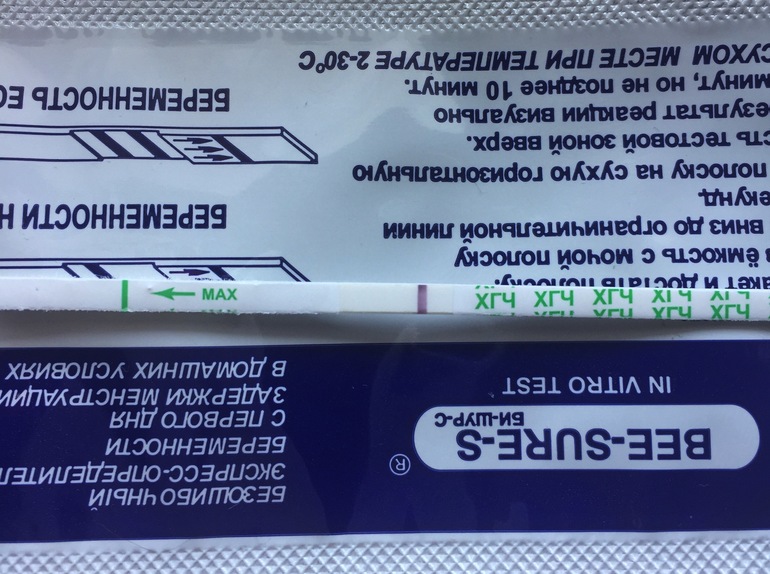 BEE-SURE-S
БИ-ШУР-С
®
IN VITRO TEST
БЕЗОШИБОЧНЫЙ
ЭКСПРЕСС-ОПРЕДЕЛИТЕЛ
БЕРЕМЕННОСТИ
С ПЕРВОГО ДНЯ
ЗАДЕРЖКИ МЕНСТРУАЦИИ
В ДОМАШНИХ УСЛОВИЯХ
MAX
ХГЧ ХГЧ ХГЧ ХГЧ ХГЧ
акет и достать полоску.
в ёмкость с мочой полоску
вниз до ограничительной линии
екунд
полоску на сухую горизонтальную
сть тестовой зоной вверх.
езультат реакции визуально
минут, но не позднее 10 минут.
СУХОМ МЕСТЕ ПРИ ТЕМПЕРАТУРЕ 2-30°C
БЕРЕМЕННОСТИ Н
БЕРЕМЕННОСТЬ ЕС